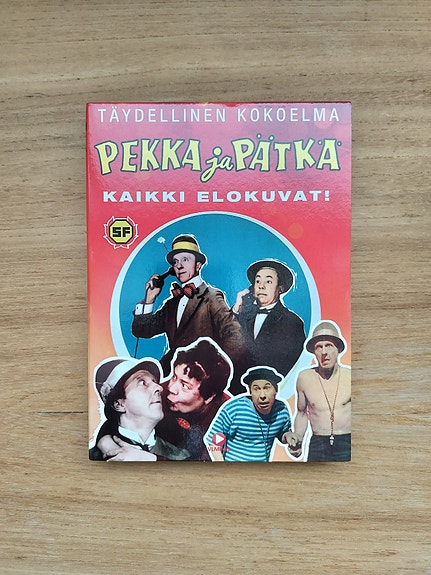 TÄYDELLINEN KOKOELMA
PEKKA ja PÄTKÄ
KAIKKI ELOKUVAT!
SF